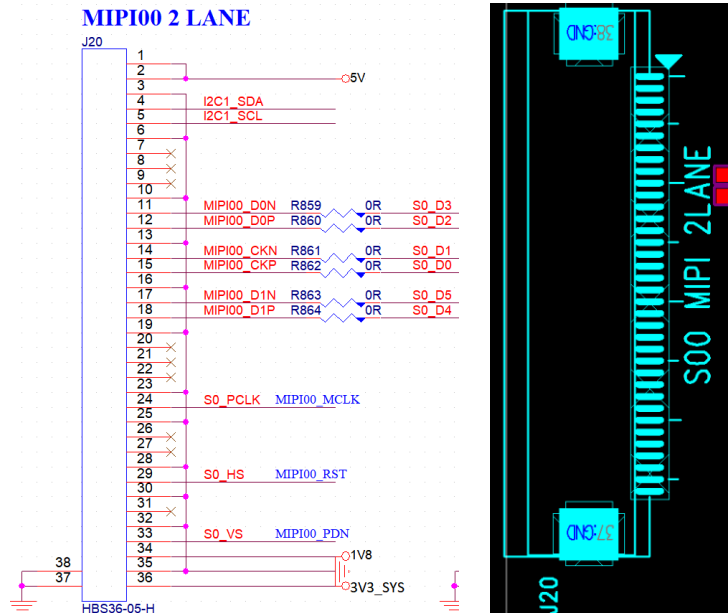 MIPI00 2 LANE
J20
1
2
5V
3
4 I2C1_SDA
5 I2C1_SCL
6
7
8
9
10
11 MIPI00_D0N R859 0R S0_D3
12 MIPI00_D0P R860 0R S0_D2
13
14 MIPI00_CKN R861 0R S0_D1
15 MIPI00_CKP R862 0R S0_D0
16
17 MIPI00_D1N R863 0R S0_D5
18 MIPI00_D1P R864 0R S0_D4
19
20
21
22
23
24 S0_PCLK MIPI00_MCLK
25
26
27
28
29 S0_HS MIPI00_RST
30
31
32
33 S0_VS MIPI00_PDN
34 1V8
38 35
37 36 3V3_SYS
HBS36-05-H
38:GND
S00 MIPI 2LANE
37:GND
J20